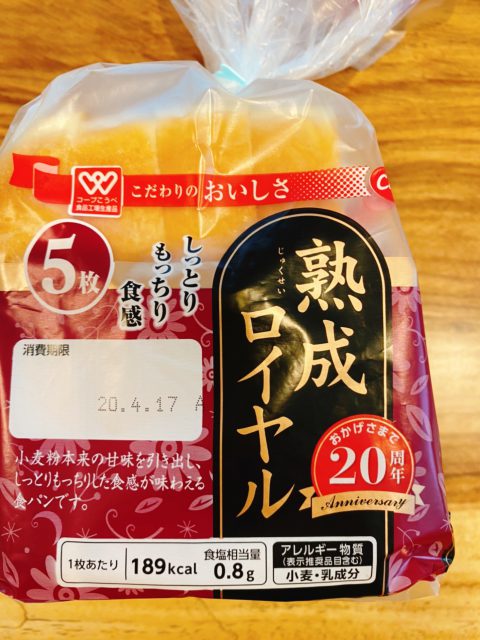 コープこうべ
食品工場生産品
こだわりのおいしさ
5枚
しっとり
もっちり
食感
熟成
じゅくせい
ロイヤル
消費期限
20.4.17 A
おかげさまで
20周年
Anniversary
小麦粉本来の甘味を引き出し、
しっとりもっちりした食感が味わえる
食パンです。
1枚あたり 189kcal 食塩相当量 0.8g
アレルギー物質
(表示推奨品目含む)
小麦・乳成分